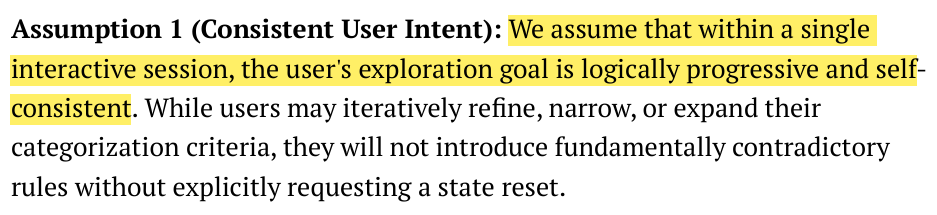 Assumption 1 (Consistent User Intent): We assume that within a single
interactive session, the user's exploration goal is logically progressive and self-
consistent. While users may iteratively refine, narrow, or expand their
categorization criteria, they will not introduce fundamentally contradictory
rules without explicitly requesting a state reset.